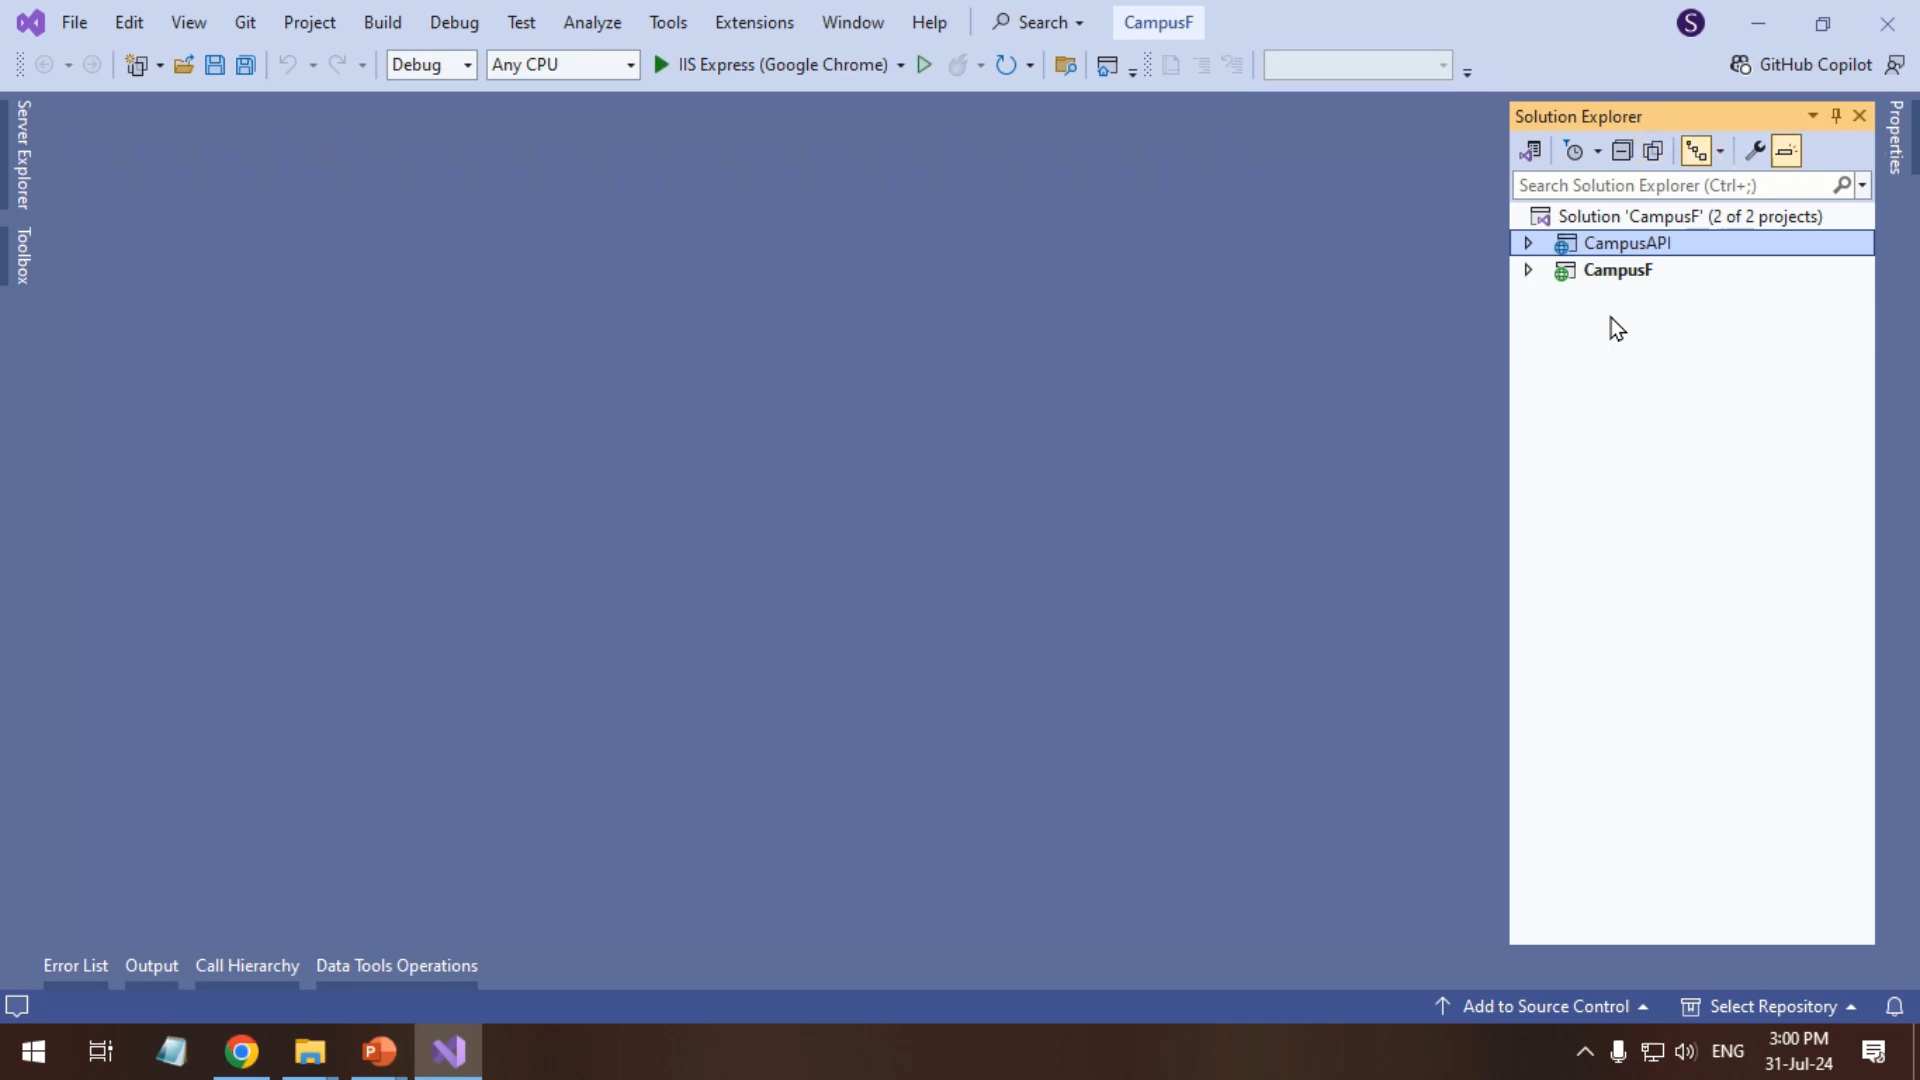 File Edit View Git Project Build Debug Test Analyze Tools Extensions Window Help Search CampusF S
Debug Any CPU IIS Express (Google Chrome) GitHub Copilot
Server Explorer
Toolbox
Solution Explorer
Properties
Search Solution Explorer (Ctrl+;)
Solution 'CampusF' (2 of 2 projects)
CampusAPI
CampusF
Error List Output Call Hierarchy Data Tools Operations
Add to Source Control Select Repository
ENG 3:00 PM
31-Jul-24